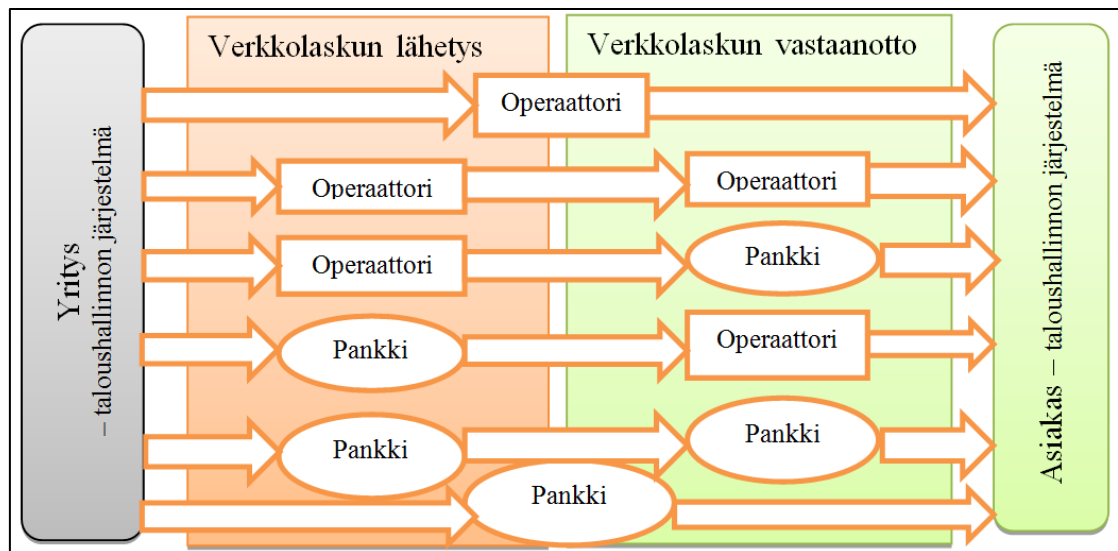 Verkkolaskun lähetys
Verkkolaskun vastaanotto
Yritys
– taloushallinnon järjestelmä
Operaattori
Operaattori
Operaattori
Operaattori
Pankki
Pankki
Operaattori
Pankki
Pankki
Pankki
Asiakas – taloushallinnon järjestelmä